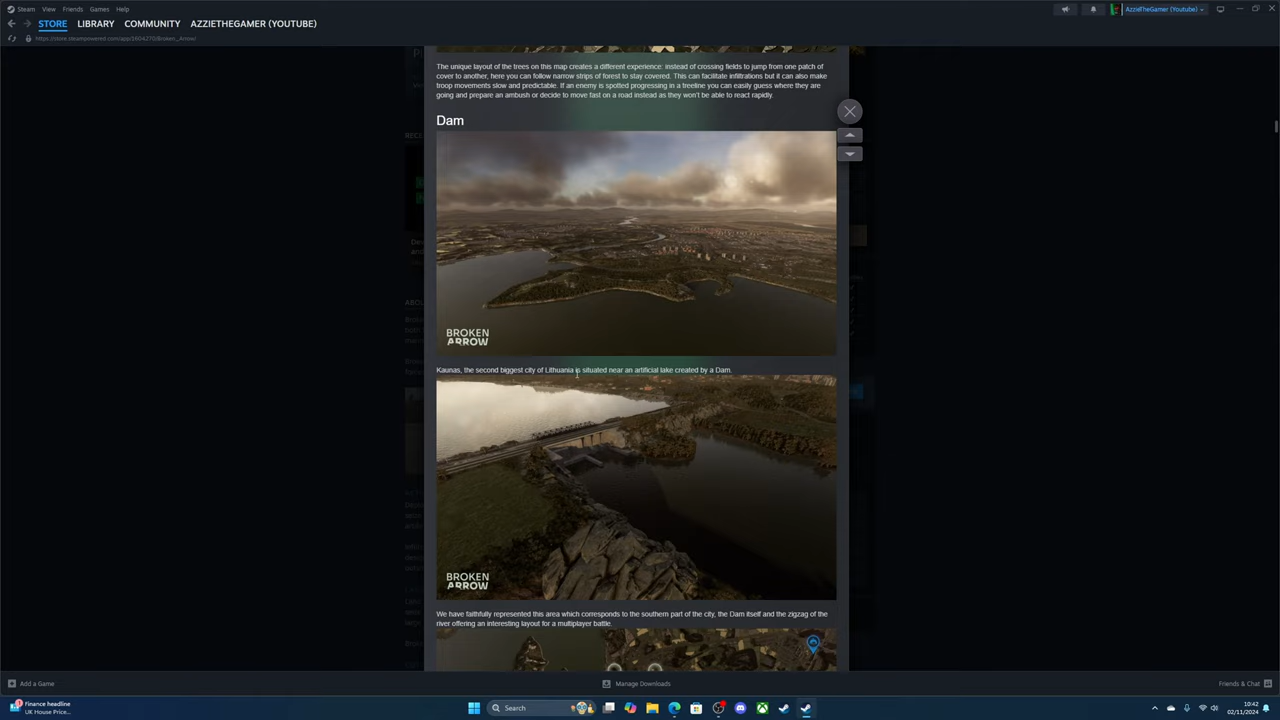 Steam View Friends Games Help
AzzieTheGamer (Youtube)
STORE LIBRARY COMMUNITY AZZIETHEGAMER (YOUTUBE)
https://store.steampowered.com/app/1604270/Broken_Arrow/
The unique layout of the trees on this map creates a different experience: instead of crossing fields to jump from one patch of
cover to another, here you can follow narrow strips of forest to stay covered. This can facilitate infiltrations but it can also make
troop movements slow and predictable. If an enemy is spotted progressing in a treeline you can easily guess where they are
going and prepare an ambush or decide to move fast on a road instead as they won't be able to react rapidly.
Dam
BROKEN
ARROW
Kaunas, the second biggest city of Lithuania is situated near an artificial lake created by a Dam.
BROKEN
ARROW
We have faithfully represented this area which corresponds to the southern part of the city, the Dam itself and the zigzag of the
river offering an interesting layout for a multiplayer battle.
Add a Game
Manage Downloads
Friends & Chat
Finance headline
UK House Price...
Search
10:42
02/11/2024